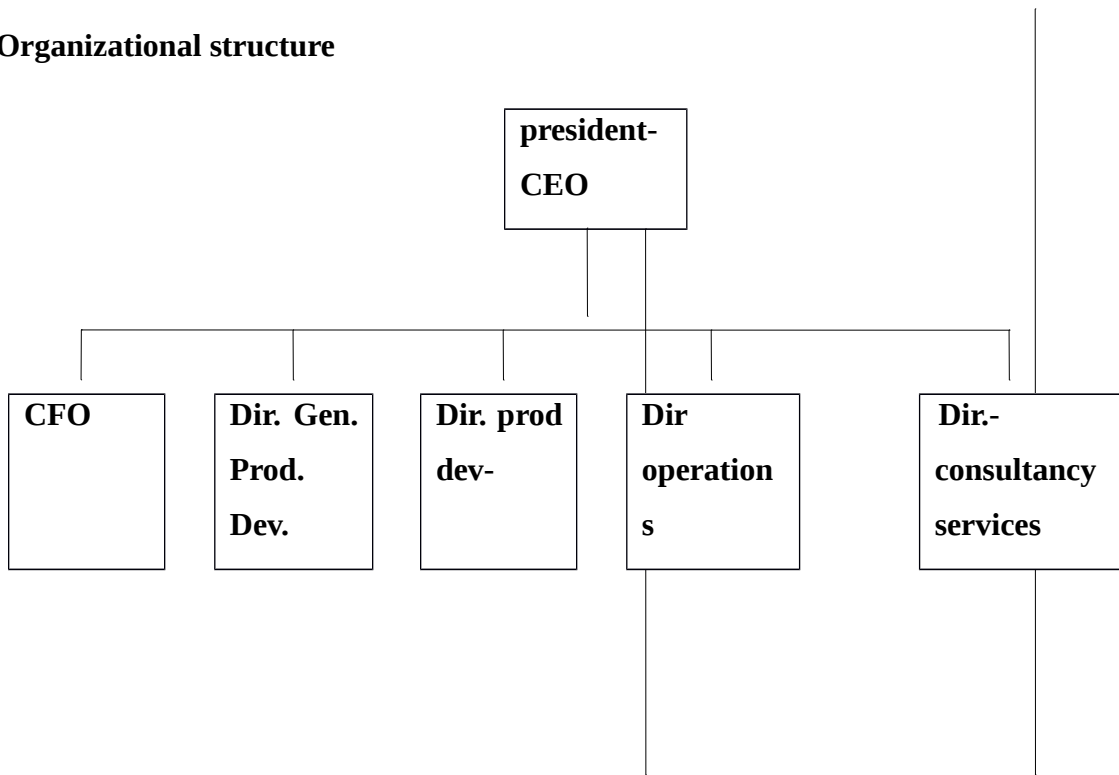 Organizational structure
president-
CEO
CFO
Dir. Gen.
Prod.
Dev.
Dir. prod
dev-
Dir
operation
s
Dir.-
consultancy
services